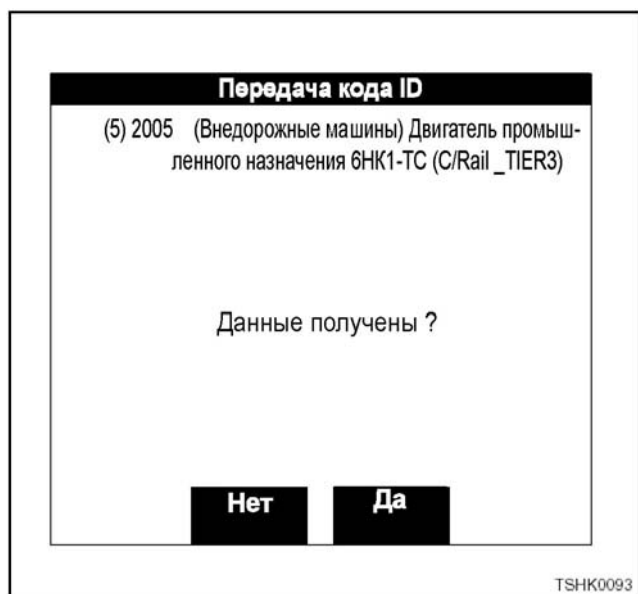 Передача кода ID
(5) 2005 (Внедорожные машины) Двигатель промыш-
ленного назначения 6HK1-TC (C/Rail _TIER3)
Данные получены ?
Нет Да
TSHK0093